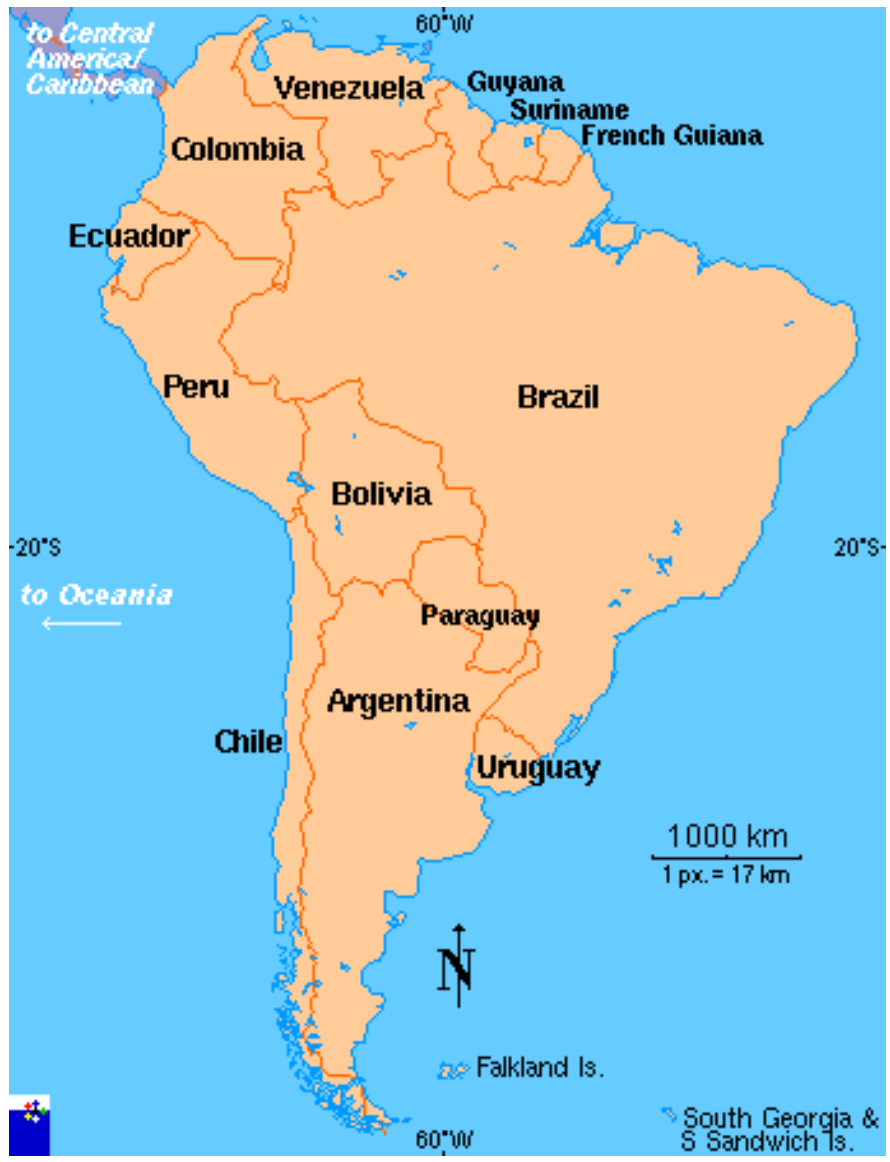 60°W
to Central
America/
Caribbean
Venezuela
Guyana
Suriname
French Guiana
Colombia
Ecuador
Peru
Brazil
Bolivia
20°S
20°S
to Oceania
Paraguay
Argentina
Chile
Uruguay
1000 km
1 px.= 17 km
N
Falkland Is.
South Georgia &
S Sandwich Is.
60°W